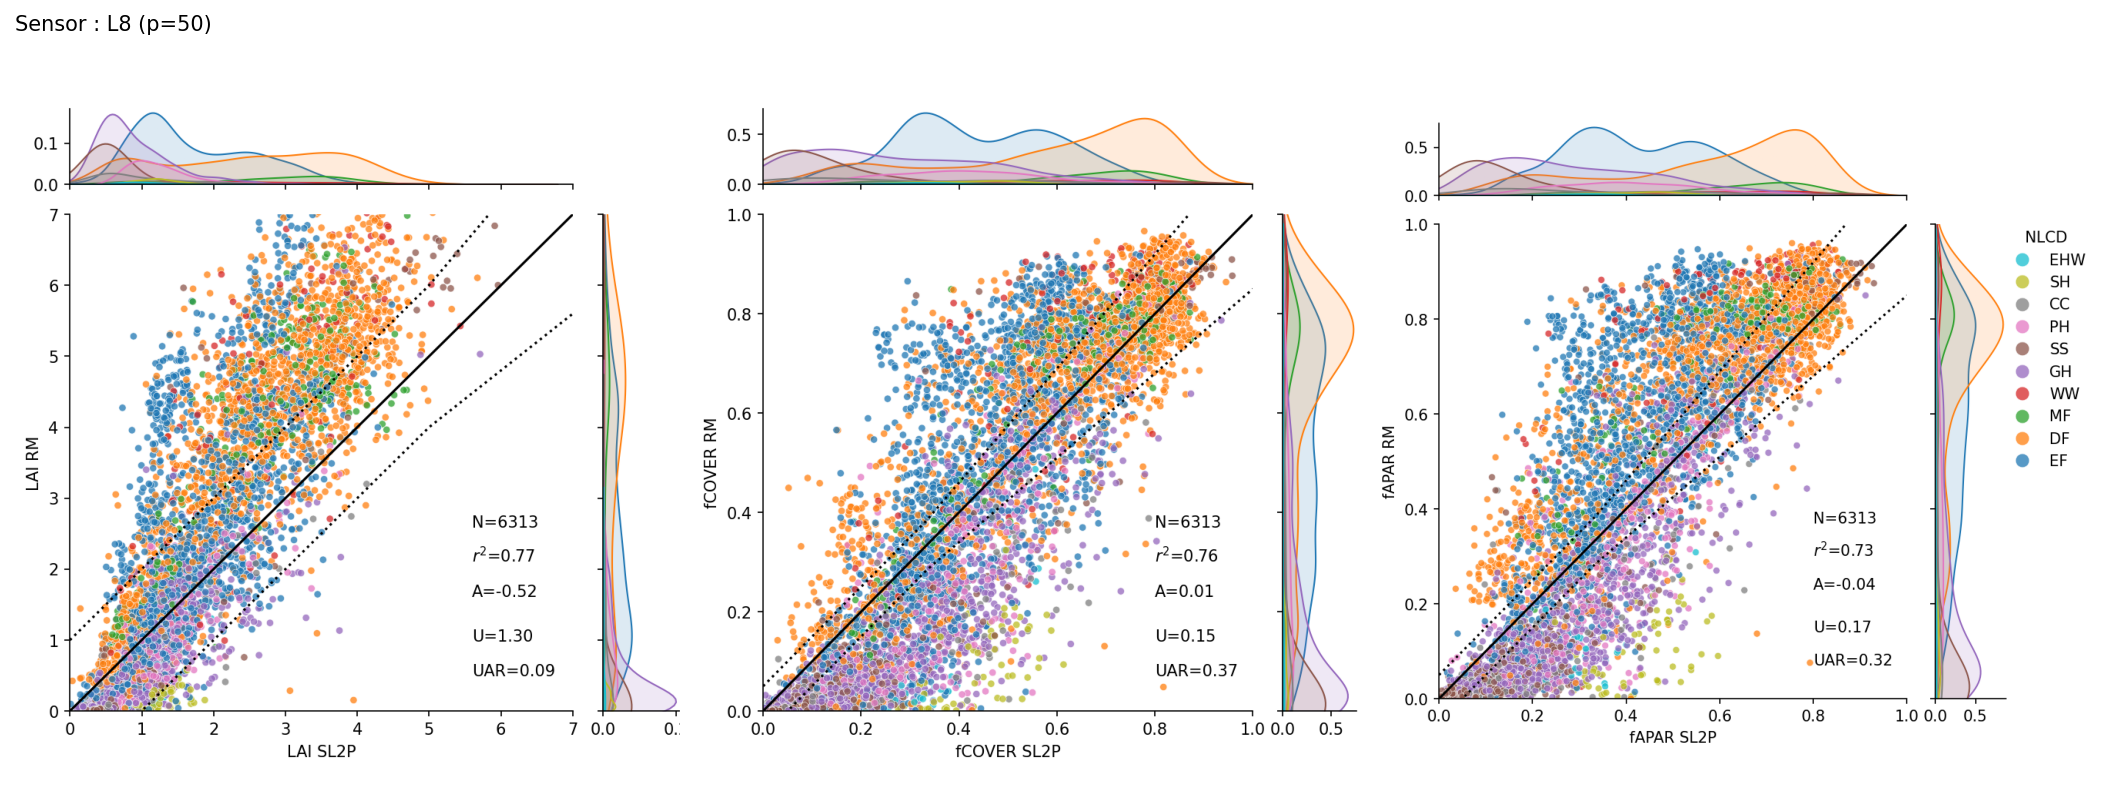 Sensor : L8 (p=50)
0.1
0.0
7
6
5
4
3
2
1
0
LAI RM
0
1
2
3
4
5
6
7
LAI SL2P
N=6313
r²=0.77
A=-0.52
U=1.30
UAR=0.09
0.0
0.5
0.0
1.0
0.8
0.6
0.4
0.2
0.0
fCOVER RM
0.0
0.2
0.4
0.6
0.8
1.0
fCOVER SL2P
N=6313
r²=0.76
A=0.01
U=0.15
UAR=0.37
0.0
0.5
0.5
0.0
1.0
0.8
0.6
0.4
0.2
0.0
fAPAR RM
0.0
0.2
0.4
0.6
0.8
1.0
fAPAR SL2P
N=6313
r²=0.73
A=-0.04
U=0.17
UAR=0.32
0.0
0.5
NLCD
EHW
SH
CC
PH
SS
GH
WW
MF
DF
EF